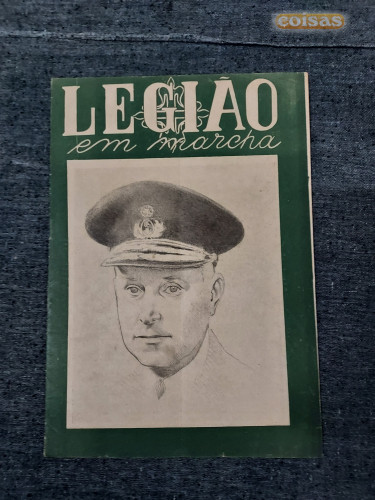 coisas
LEGIÃO
em marcha